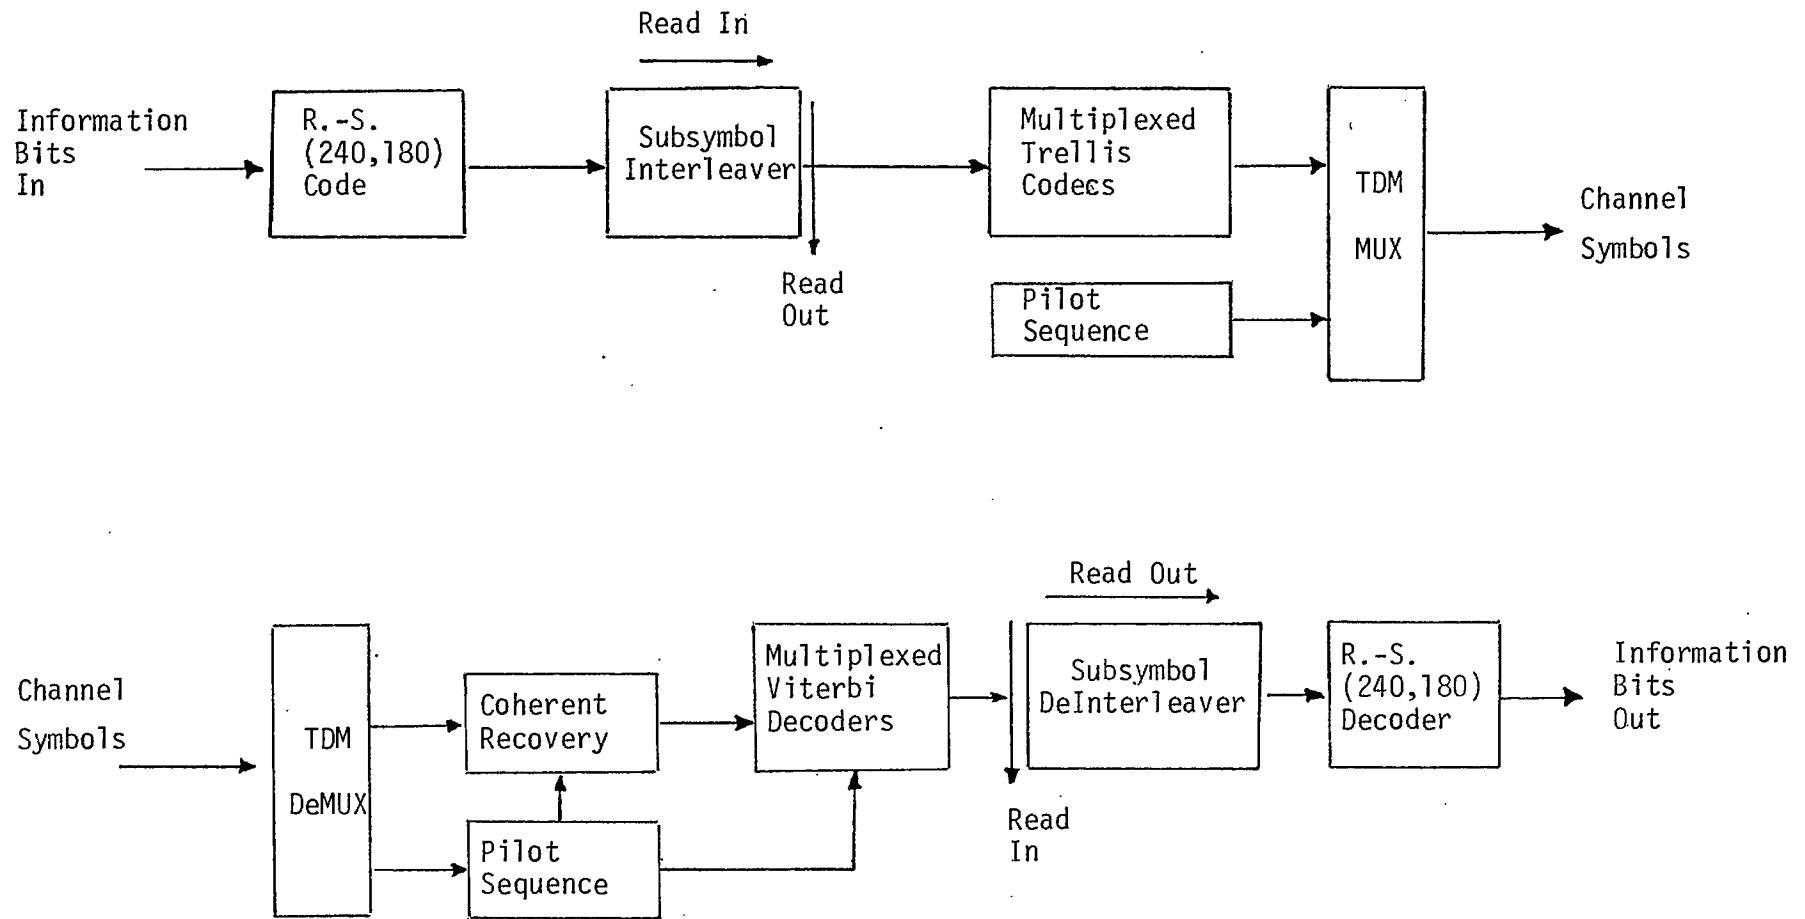 Read In
Information
Bits
In
R.-S.
(240,180)
Code
Subsymbol
Interleaver
Read
Out
Multiplexed
Trellis
Codecs
Pilot
Sequence
TDM
MUX
Channel
Symbols
Channel
Symbols
TDM
DeMUX
Coherent
Recovery
Pilot
Sequence
Multiplexed
Viterbi
Decoders
Read Out
Read
In
Subsymbol
DeInterleaver
R.-S.
(240,180)
Decoder
Information
Bits
Out